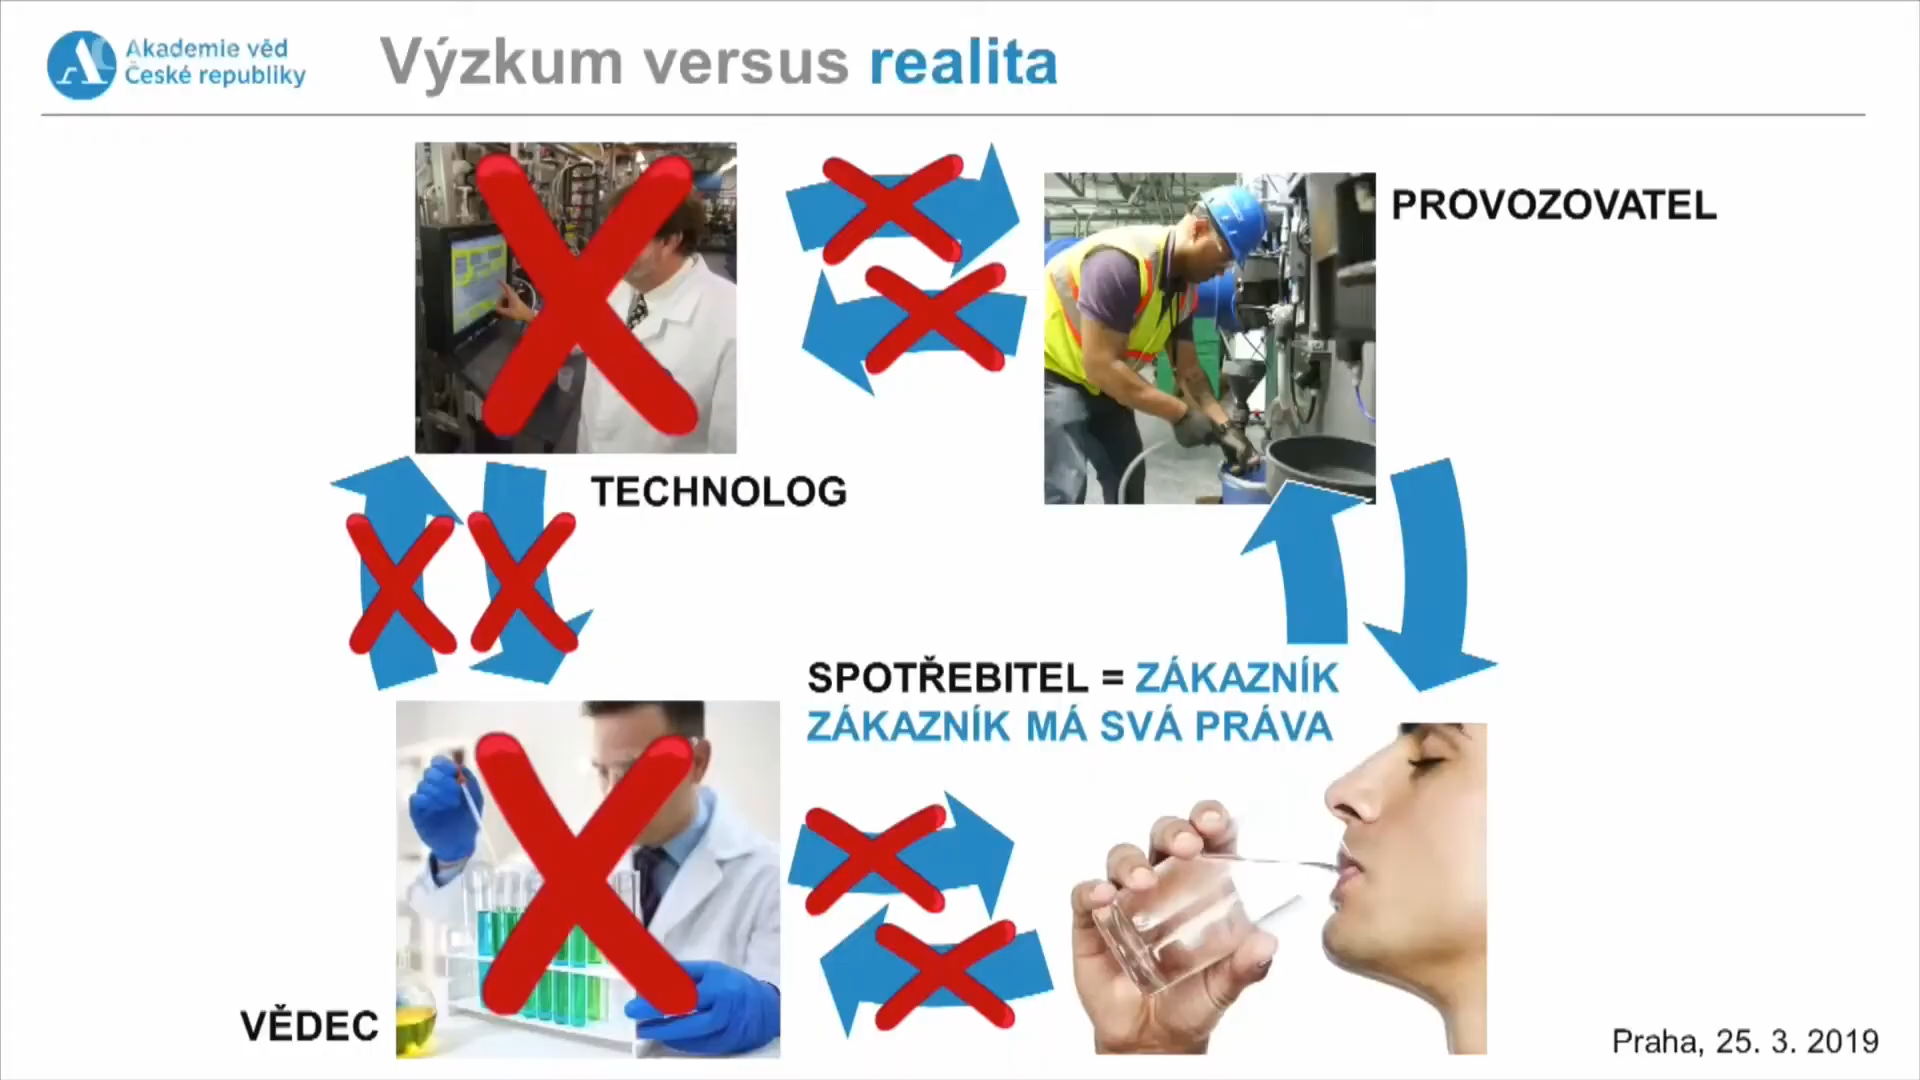 Akademie věd
České republiky
Výzkum versus realita
PROVOZOVATEL
TECHNOLOG
SPOTŘEBITEL = ZÁKAZNÍK
ZÁKAZNÍK MÁ SVÁ PRÁVA
VĚDEC
Praha, 25. 3. 2019